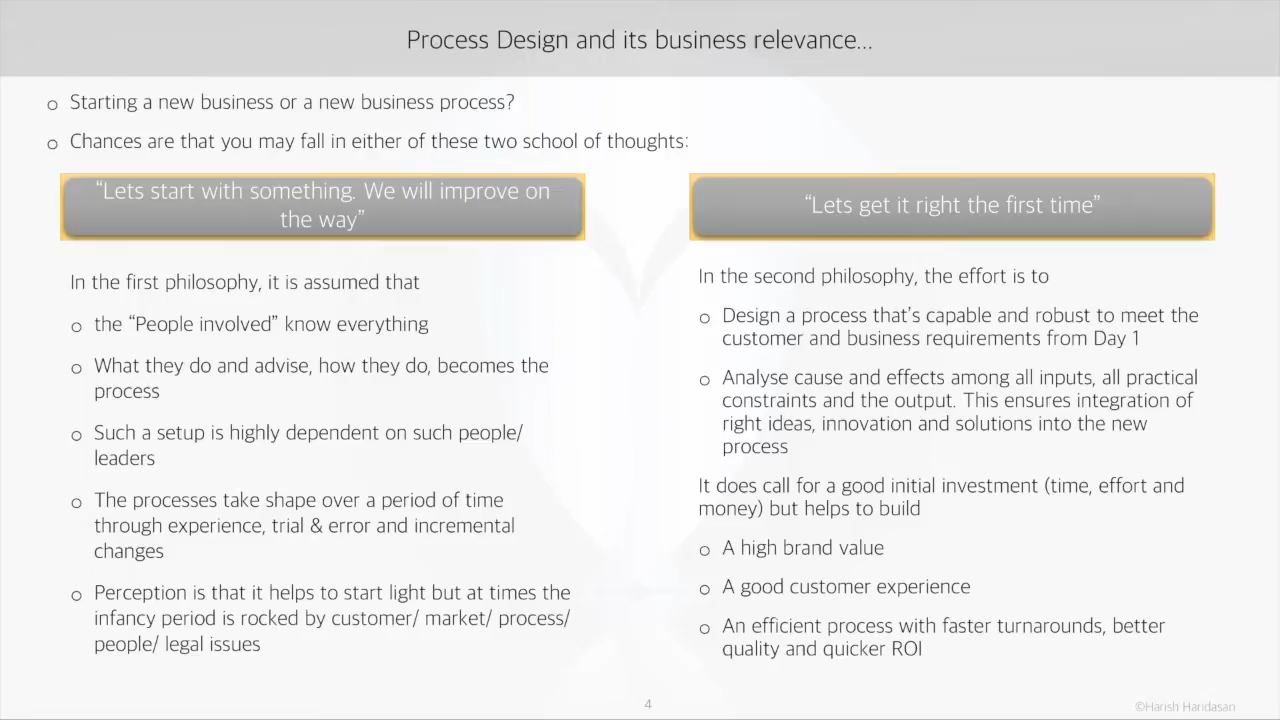 Process Design and its business relevance...
o Starting a new business or a new business process?
o Chances are that you may fall in either of these two school of thoughts:
“Lets start with something. We will improve on
the way”
In the first philosophy, it is assumed that
o the “People involved” know everything
o What they do and advise, how they do, becomes the
process
o Such a setup is highly dependent on such people/
leaders
o The processes take shape over a period of time
through experience, trial & error and incremental
changes
o Perception is that it helps to start light but at times the
infancy period is rocked by customer/ market/ process/
people/ legal issues
“Lets get it right the first time”
In the second philosophy, the effort is to
o Design a process that’s capable and robust to meet the
customer and business requirements from Day 1
o Analyse cause and effects among all inputs, all practical
constraints and the output. This ensures integration of
right ideas, innovation and solutions into the new
process
It does call for a good initial investment (time, effort and
money) but helps to build
o A high brand value
o A good customer experience
o An efficient process with faster turnarounds, better
quality and quicker ROI
4
©Harish Haridasan